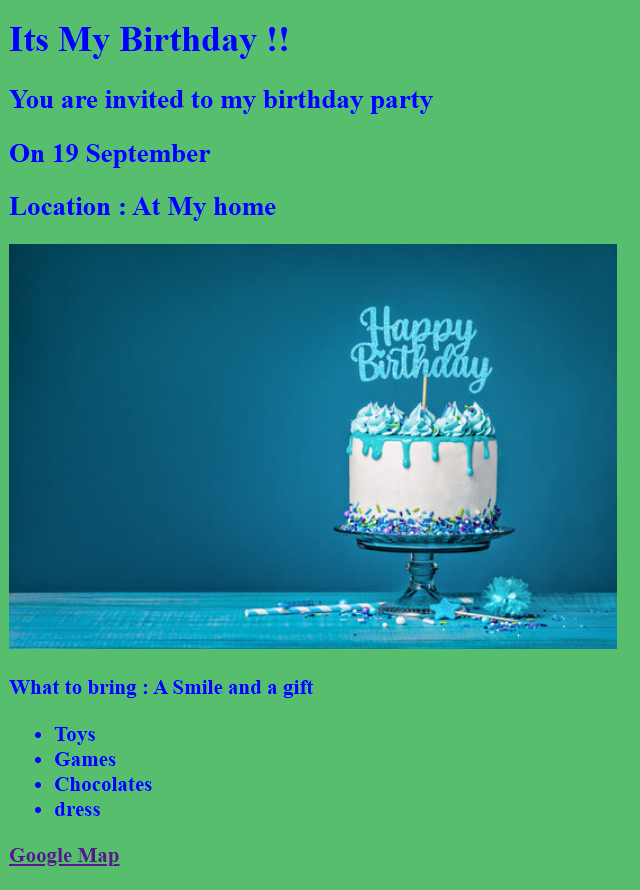 Its My Birthday !!
You are invited to my birthday party
On 19 September
Location : At My home
Happy
Birthday
What to bring : A Smile and a gift
Toys
Games
Chocolates
dress
Google Map